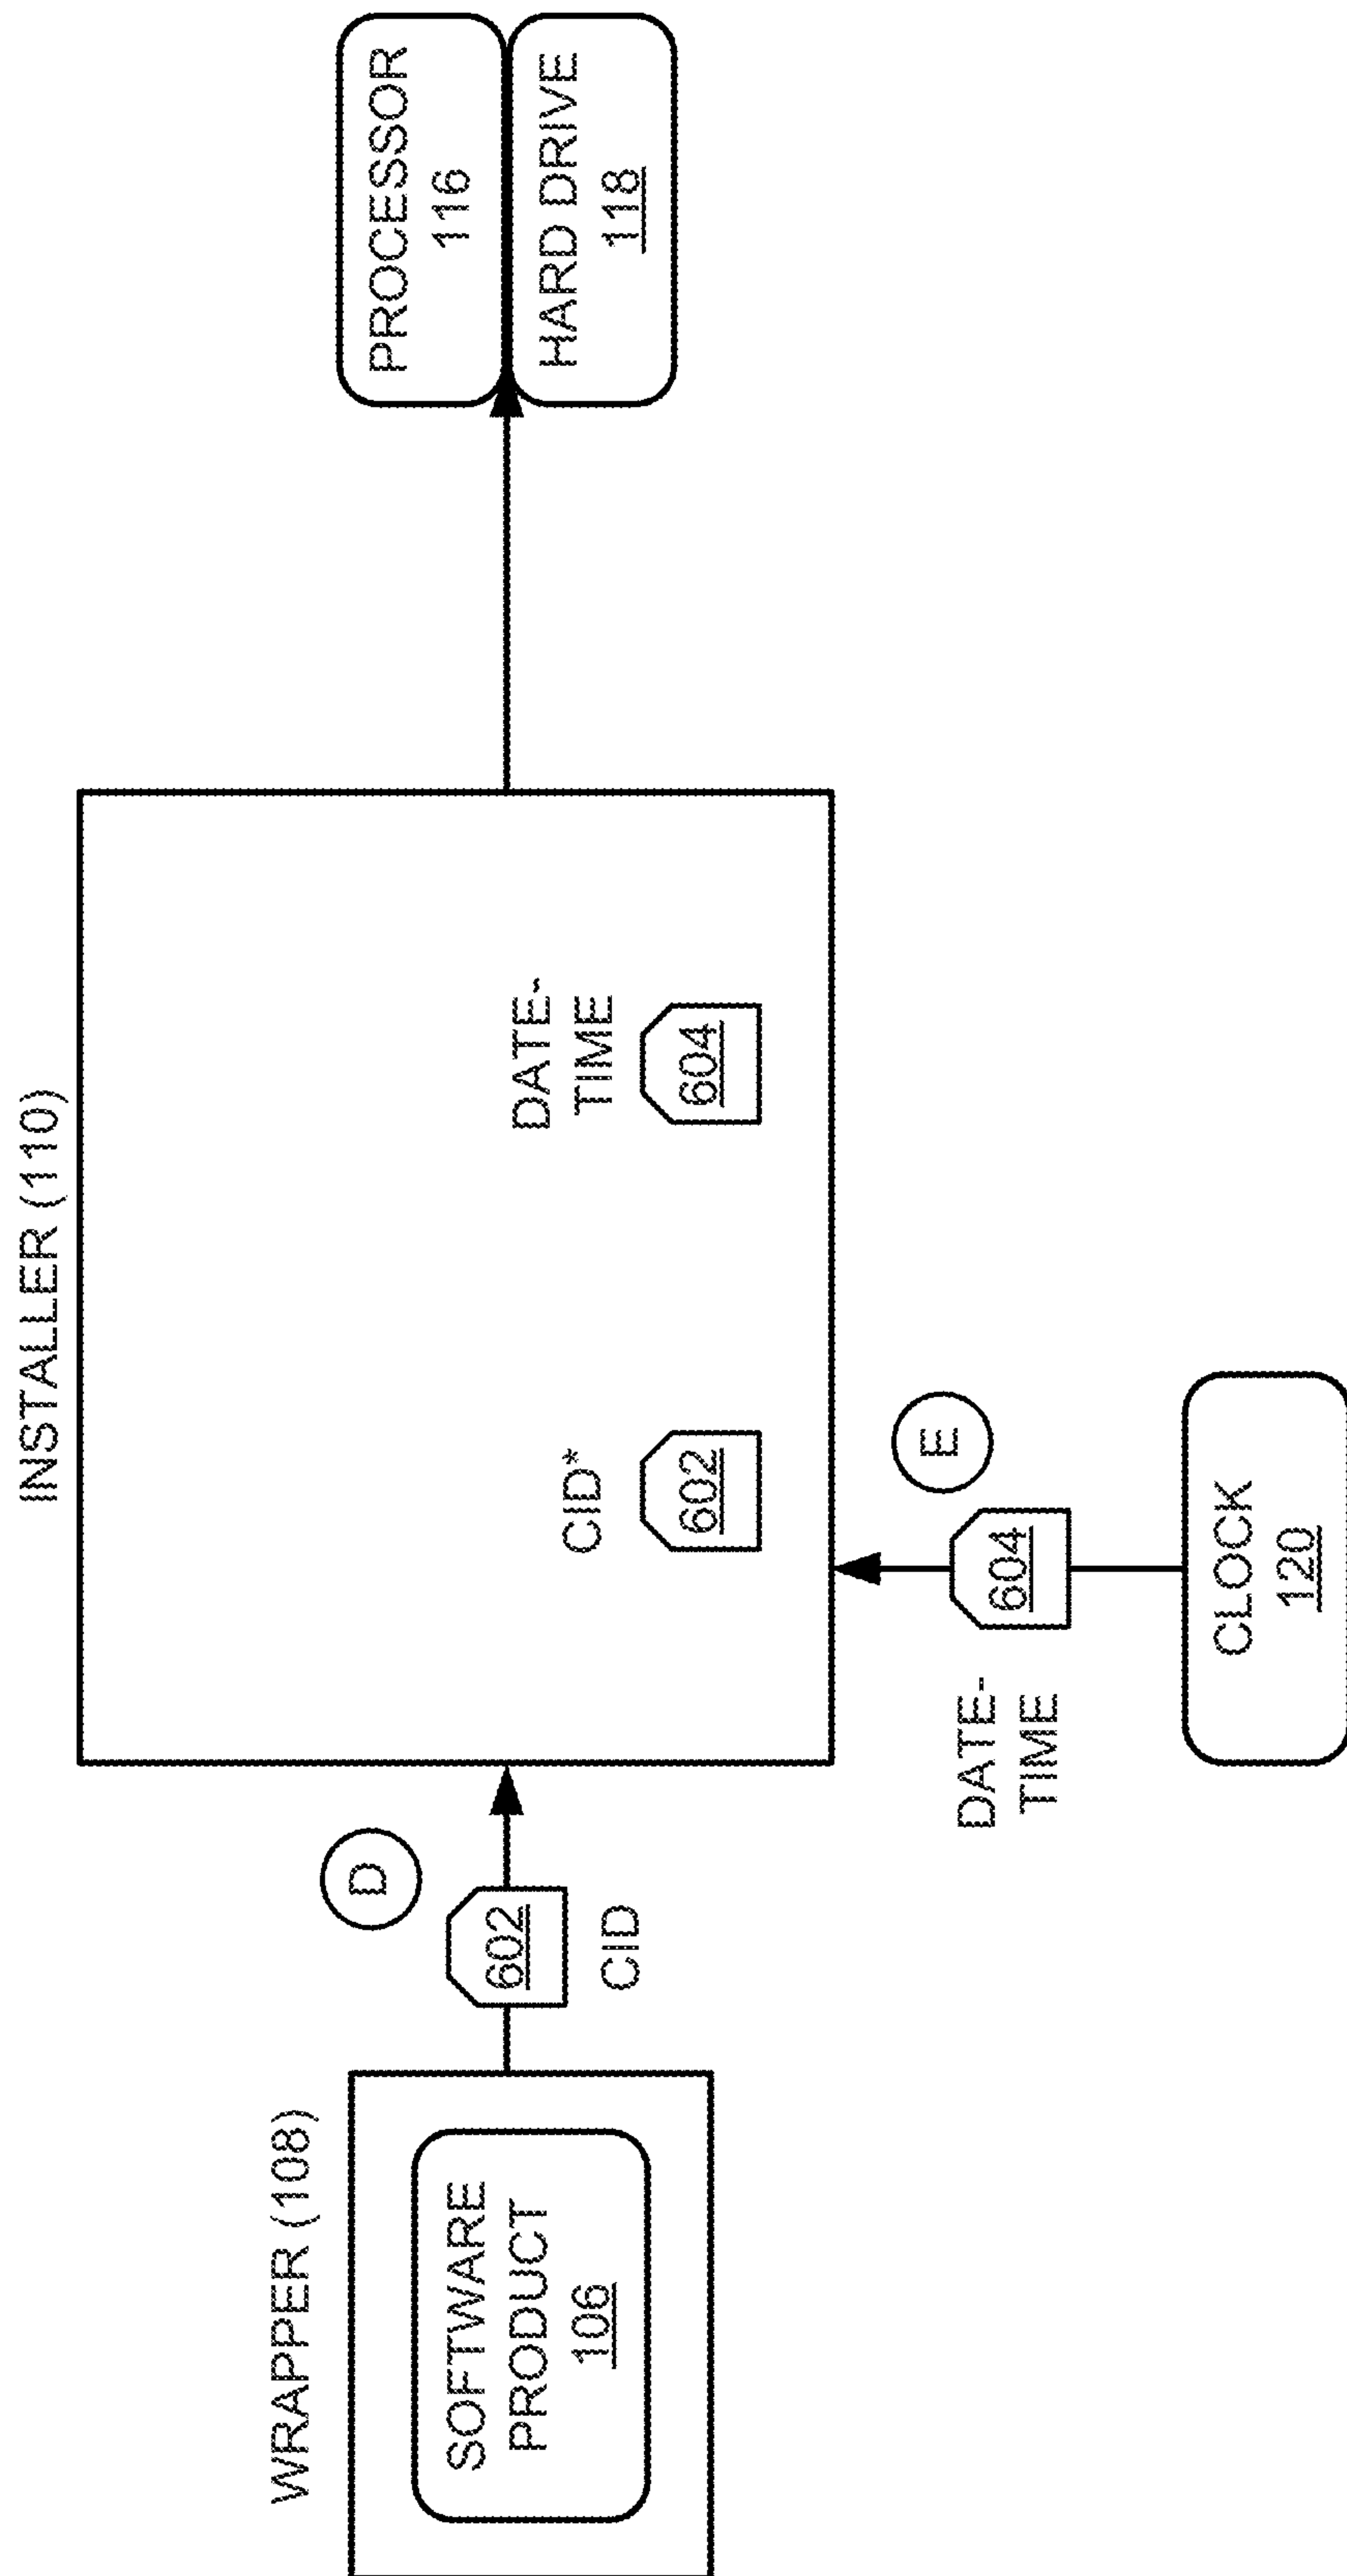 INSTALLER (110)
WRAPPER (108)
SOFTWARE
PRODUCT
106
D
602
CID
CID*
602
DATE-
TIME
604
PROCESSOR
116
HARD DRIVE
118
E
DATE-
TIME
604
CLOCK
120